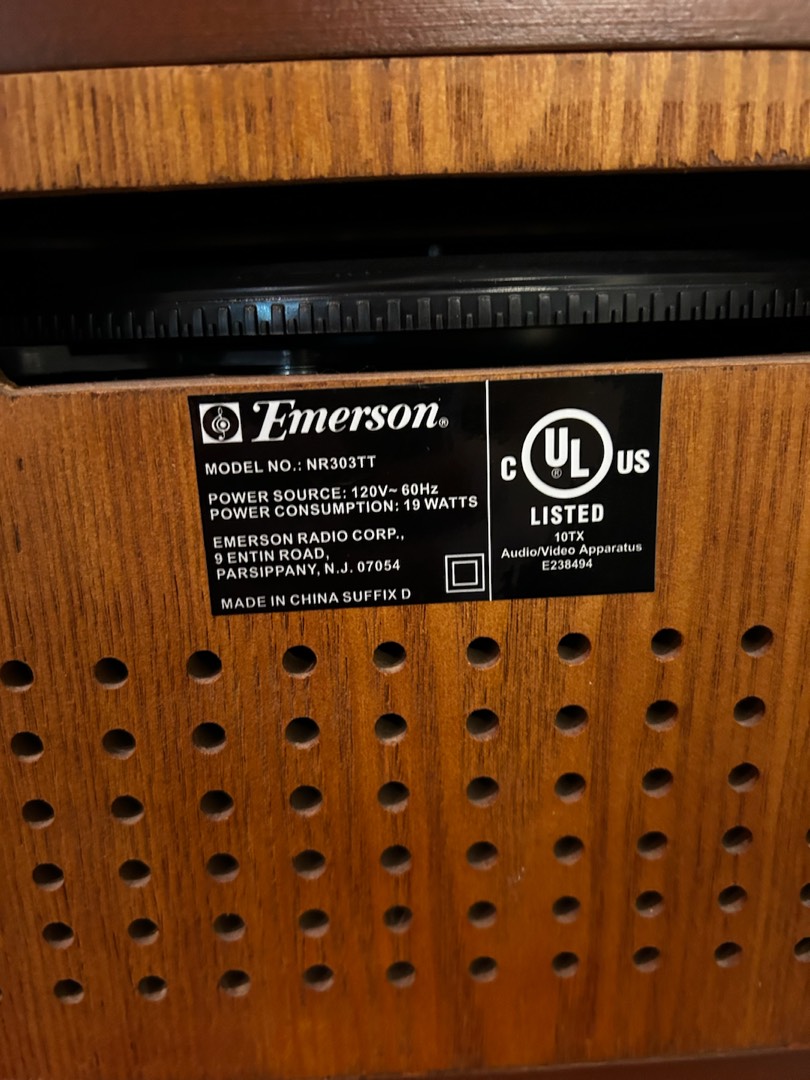 Emerson®
MODEL NO.: NR303TT
POWER SOURCE: 120V~ 60Hz
POWER CONSUMPTION: 19 WATTS
EMERSON RADIO CORP.,
9 ENTIN ROAD,
PARSIPPANY, N.J. 07054
MADE IN CHINA SUFFIX D
C UL® US
LISTED
10TX
Audio/Video Apparatus
E238494